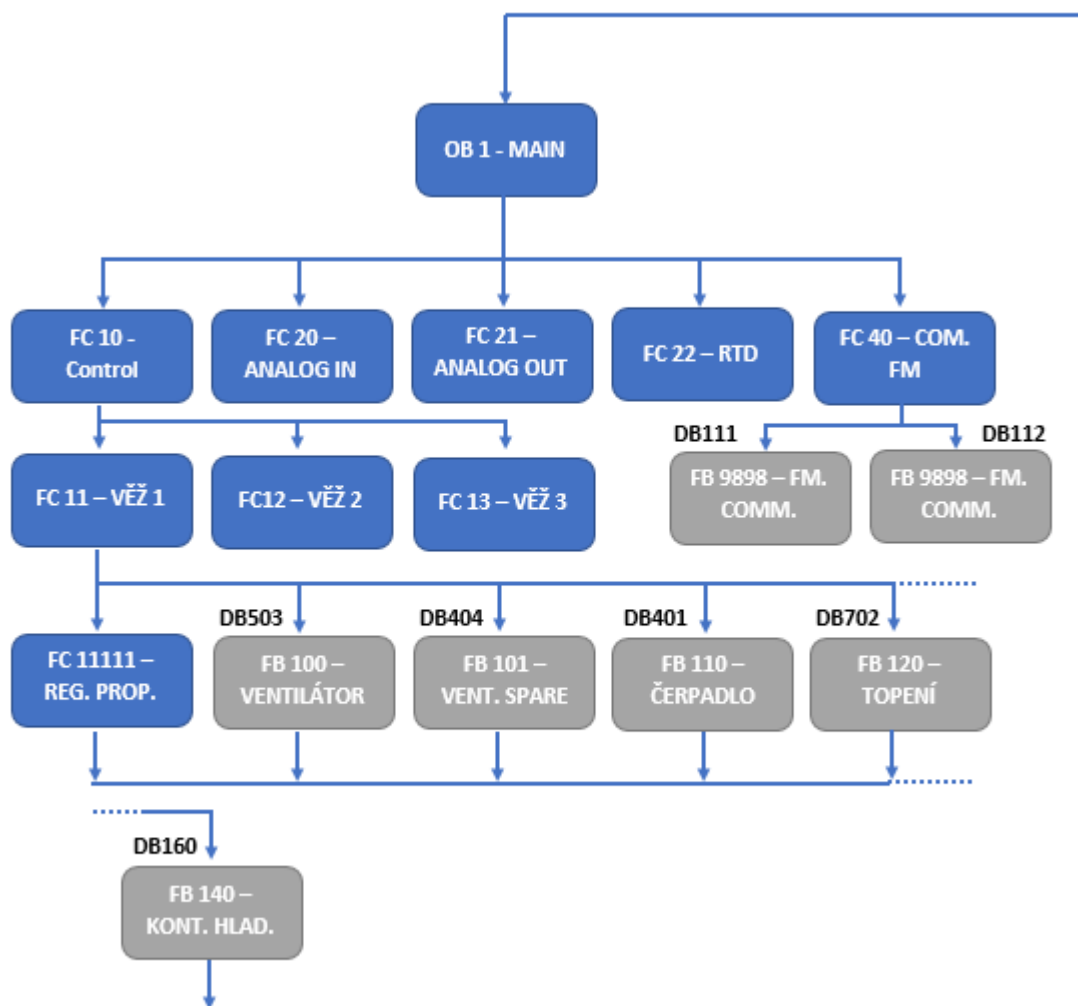 OB 1 - MAIN
FC 10 -
Control
FC 20 –
ANALOG IN
FC 21 –
ANALOG OUT
FC 22 – RTD
FC 40 – COM.
FM
DB111
DB112
FC 11 – VĚŽ 1
FC12 – VĚŽ 2
FC 13 – VĚŽ 3
FB 9898 – FM.
COMM.
FB 9898 – FM.
COMM.
DB503
DB404
DB401
DB702
FC 11111 –
REG. PROP.
FB 100 –
VENTILÁTOR
FB 101 –
VENT. SPARE
FB 110 –
ČERPADLO
FB 120 –
TOPENÍ
DB160
FB 140 –
KONT. HLAD.